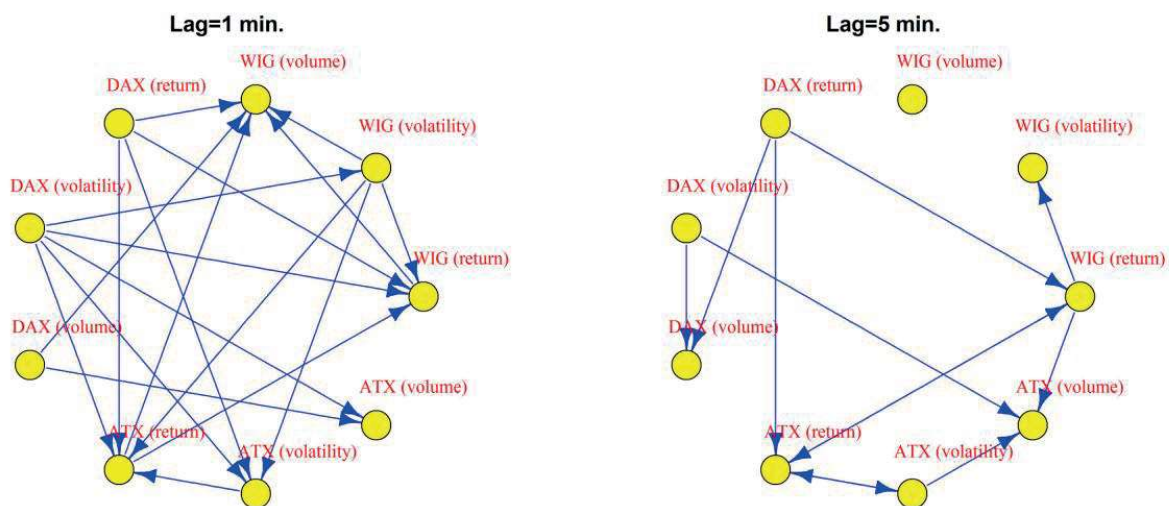 Lag=1 min.
WIG (volume)
DAX (return)
WIG (volatility)
DAX (volatility)
WIG (return)
DAX (volume)
ATX (volume)
ATX (return)
ATX (volatility)
Lag=5 min.
WIG (volume)
DAX (return)
WIG (volatility)
DAX (volatility)
WIG (return)
DAX (volume)
ATX (volume)
ATX (return)
ATX (volatility)